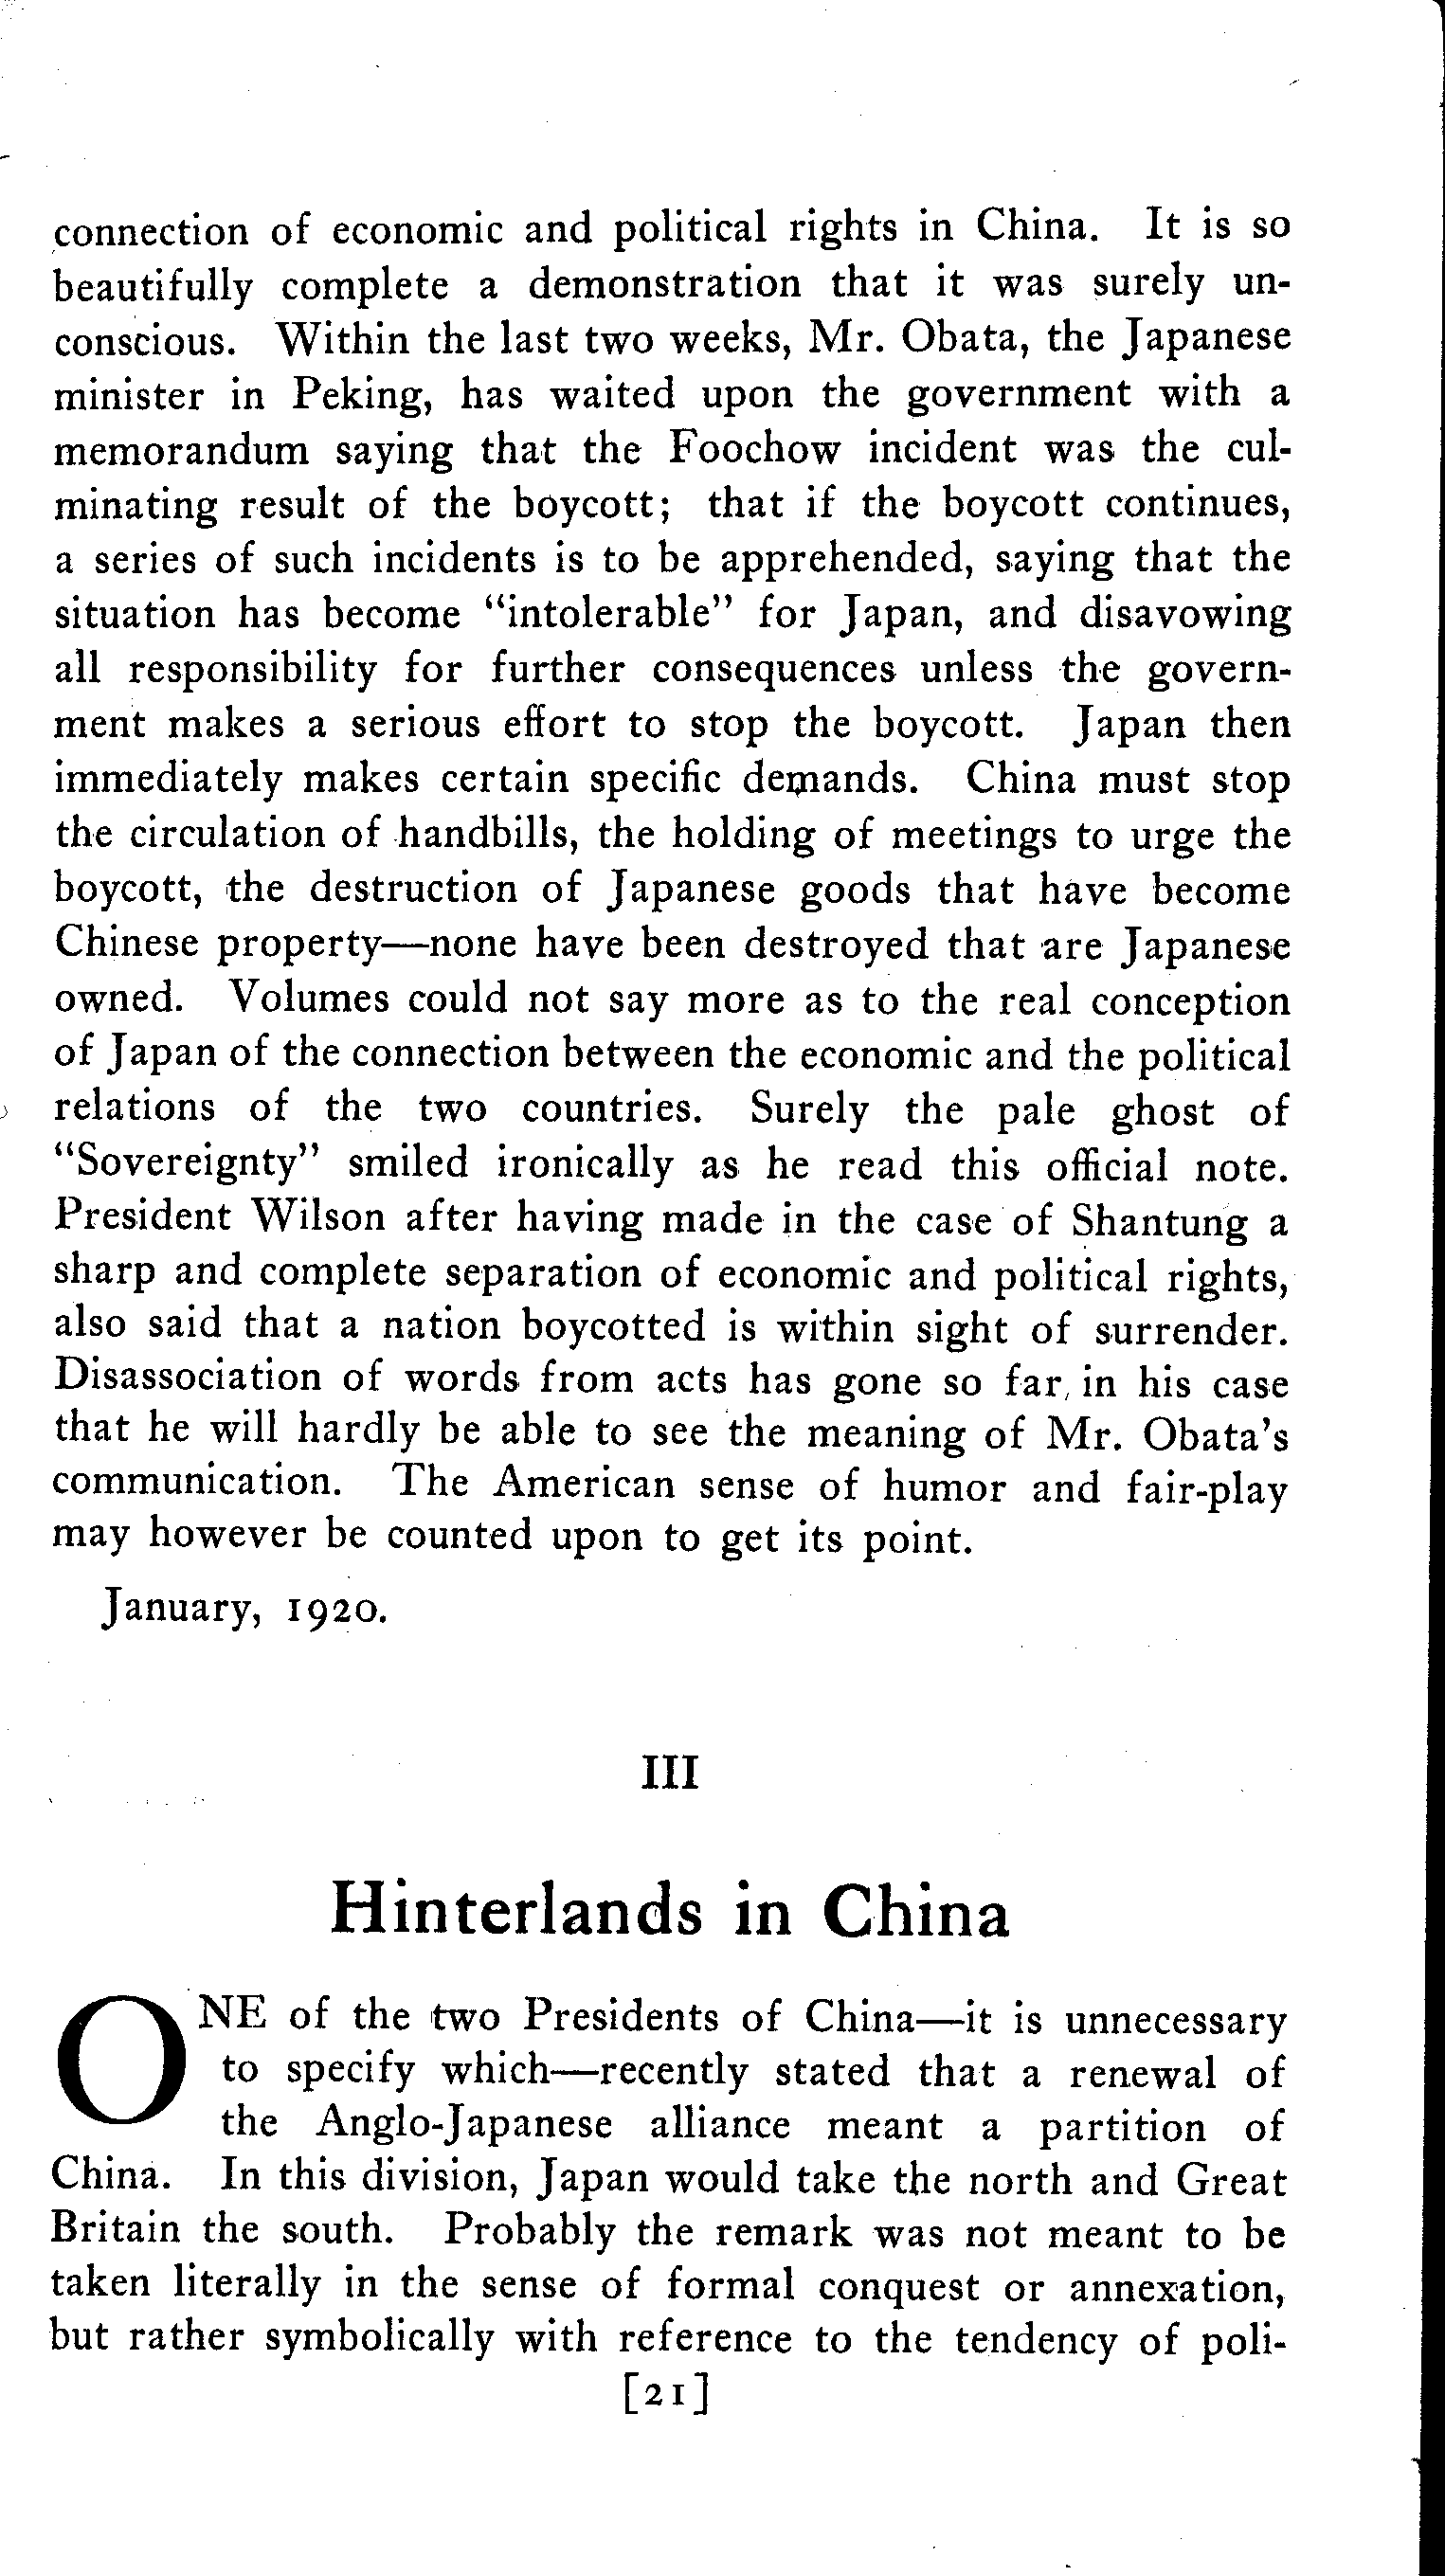 connection of economic and political rights in China. It is so
beautifully complete a demonstration that it was surely un-
conscious. Within the last two weeks, Mr. Obata, the Japanese
minister in Peking, has waited upon the government with a
memorandum saying that the Foochow incident was the cul-
minating result of the boycott; that if the boycott continues,
a series of such incidents is to be apprehended, saying that the
situation has become "intolerable" for Japan, and disavowing
all responsibility for further consequences unless the govern-
ment makes a serious effort to stop the boycott. Japan then
immediately makes certain specific demands. China must stop
the circulation of handbills, the holding of meetings to urge the
boycott, the destruction of Japanese goods that have become
Chinese property—none have been destroyed that are Japanese
owned. Volumes could not say more as to the real conception
of Japan of the connection between the economic and the political
relations of the two countries. Surely the pale ghost of
"Sovereignty" smiled ironically as he read this official note.
President Wilson after having made in the case of Shantung a
sharp and complete separation of economic and political rights,
also said that a nation boycotted is within sight of surrender.
Disassociation of words from acts has gone so far in his case
that he will hardly be able to see the meaning of Mr. Obata's
communication. The American sense of humor and fair-play
may however be counted upon to get its point.
January, 1920.
III
Hinterlands in China
ONE of the two Presidents of China—it is unnecessary
to specify which—recently stated that a renewal of
the Anglo-Japanese alliance meant a partition of
China. In this division, Japan would take the north and Great
Britain the south. Probably the remark was not meant to be
taken literally in the sense of formal conquest or annexation,
but rather symbolically with reference to the tendency of poli-
[21]